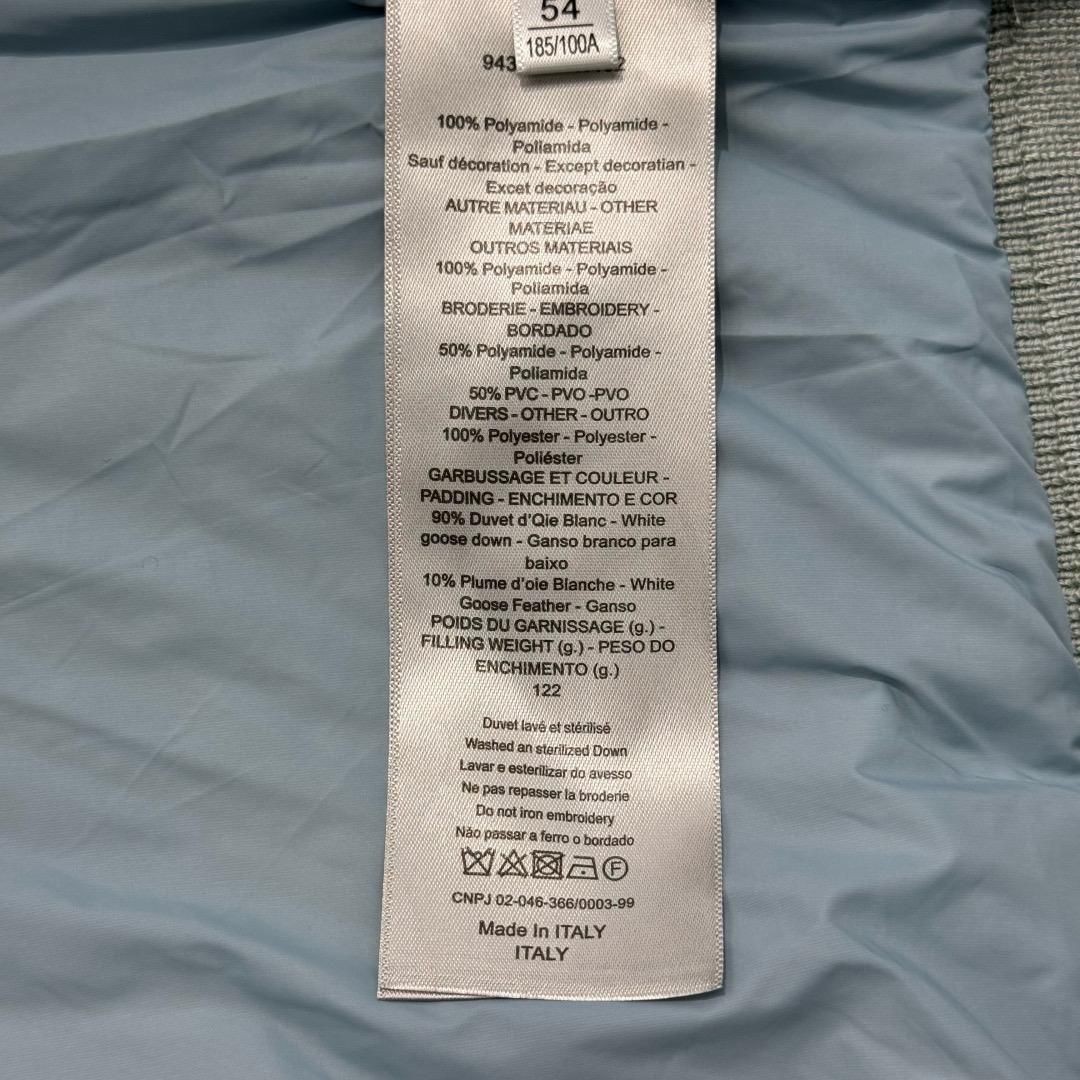 54
185/100A
943
100% Polyamide - Polyamide -
Poliamida
Sauf décoration - Except decoratian -
Excet decoração
AUTRE MATERIAU - OTHER
MATERIAE
OUTROS MATERIAIS
100% Polyamide - Polyamide -
Poliamida
BRODERIE - EMBROIDERY -
BORDADO
50% Polyamide - Polyamide -
Poliamida
50% PVC - PVO -PVO
DIVERS - OTHER - OUTRO
100% Polyester - Polyester -
Poliéster
GARBUSSAGE ET COULEUR -
PADDING - ENCHIMENTO E COR
90% Duvet d'Qie Blanc - White
goose down - Ganso branco para
baixo
10% Plume d'oie Blanche - White
Goose Feather - Ganso
POIDS DU GARNISSAGE (g.) -
FILLING WEIGHT (g.) - PESO DO
ENCHIMENTO (g.)
122
Duvet lavé et stérilisé
Washed an sterilized Down
Lavar e esterilizar do avesso
Ne pas repasser la broderie
Do not iron embroidery
Não passar a ferro o bordado
F
CNPJ 02-046-366/0003-99
Made In ITALY
ITALY